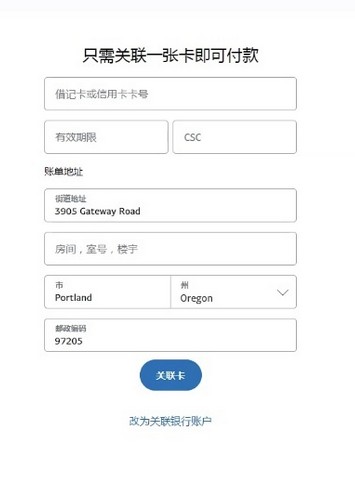 只需关联一张卡即可付款
借记卡或信用卡卡号
有效期限
CSC
账单地址
街道地址
3905 Gateway Road
房间，室号，楼宇
市
州
Portland
Oregon
邮政编码
97205
关联卡
改为关联银行账户